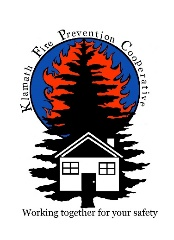 Klamath Fire Prevention Cooperative
Working together for your safety